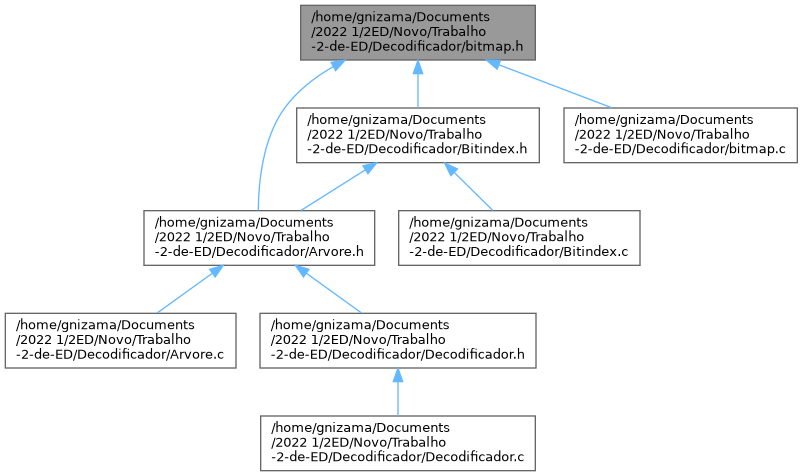 /home/gnizama/Documents
/2022 1/2ED/Novo/Trabalho
-2-de-ED/Decodificador/bitmap.h
/home/gnizama/Documents
/2022 1/2ED/Novo/Trabalho
-2-de-ED/Decodificador/Bitindex.h
/home/gnizama/Documents
/2022 1/2ED/Novo/Trabalho
-2-de-ED/Decodificador/bitmap.c
/home/gnizama/Documents
/2022 1/2ED/Novo/Trabalho
-2-de-ED/Decodificador/Arvore.h
/home/gnizama/Documents
/2022 1/2ED/Novo/Trabalho
-2-de-ED/Decodificador/Bitindex.c
/home/gnizama/Documents
/2022 1/2ED/Novo/Trabalho
-2-de-ED/Decodificador/Arvore.c
/home/gnizama/Documents
/2022 1/2ED/Novo/Trabalho
-2-de-ED/Decodificador/Decodificador.h
/home/gnizama/Documents
/2022 1/2ED/Novo/Trabalho
-2-de-ED/Decodificador/Decodificador.c